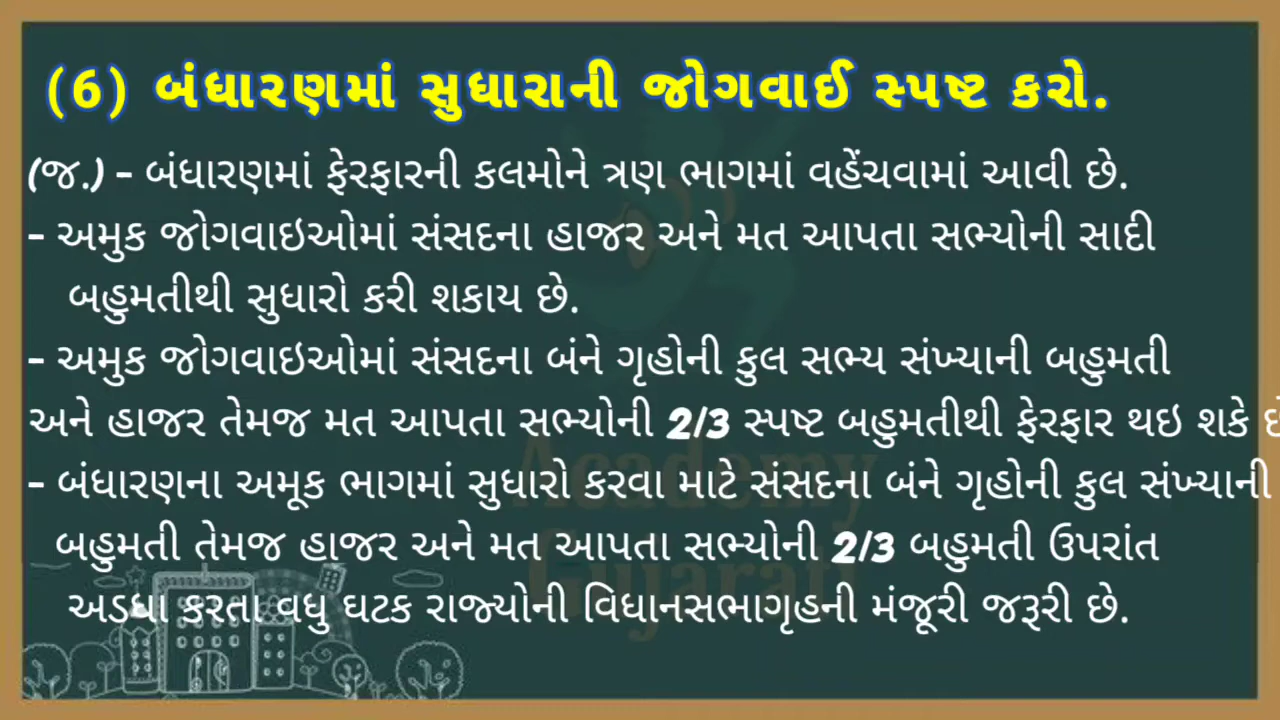 (6) બંધારણમાં સુધારાની જોગવાઈ સ્પષ્ટ કરો.
(જ.) - બંધારણમાં ફેરફારની કલમોને ત્રણ ભાગમાં વહેંચવામાં આવી છે.
- અમુક જોગવાઇઓમાં સંસદના હાજર અને મત આપતા સભ્યોની સાદી
બહુમતીથી સુધારો કરી શકાય છે.
- અમુક જોગવાઇઓમાં સંસદના બંને ગૃહોની કુલ સભ્ય સંખ્યાની બહુમતી
અને હાજર તેમજ મત આપતા સભ્યોની 2/3 સ્પષ્ટ બહુમતીથી ફેરફાર થઇ શકે છે
- બંધારણના અમૂક ભાગમાં સુધારો કરવા માટે સંસદના બંને ગૃહોની કુલ સંખ્યાની
બહુમતી તેમજ હાજર અને મત આપતા સભ્યોની 2/3 બહુમતી ઉપરાંત
અડધા કરતા વધુ ઘટક રાજ્યોની વિધાનસભાગૃહની મંજૂરી જરૂરી છે.
Academy
Gujarati